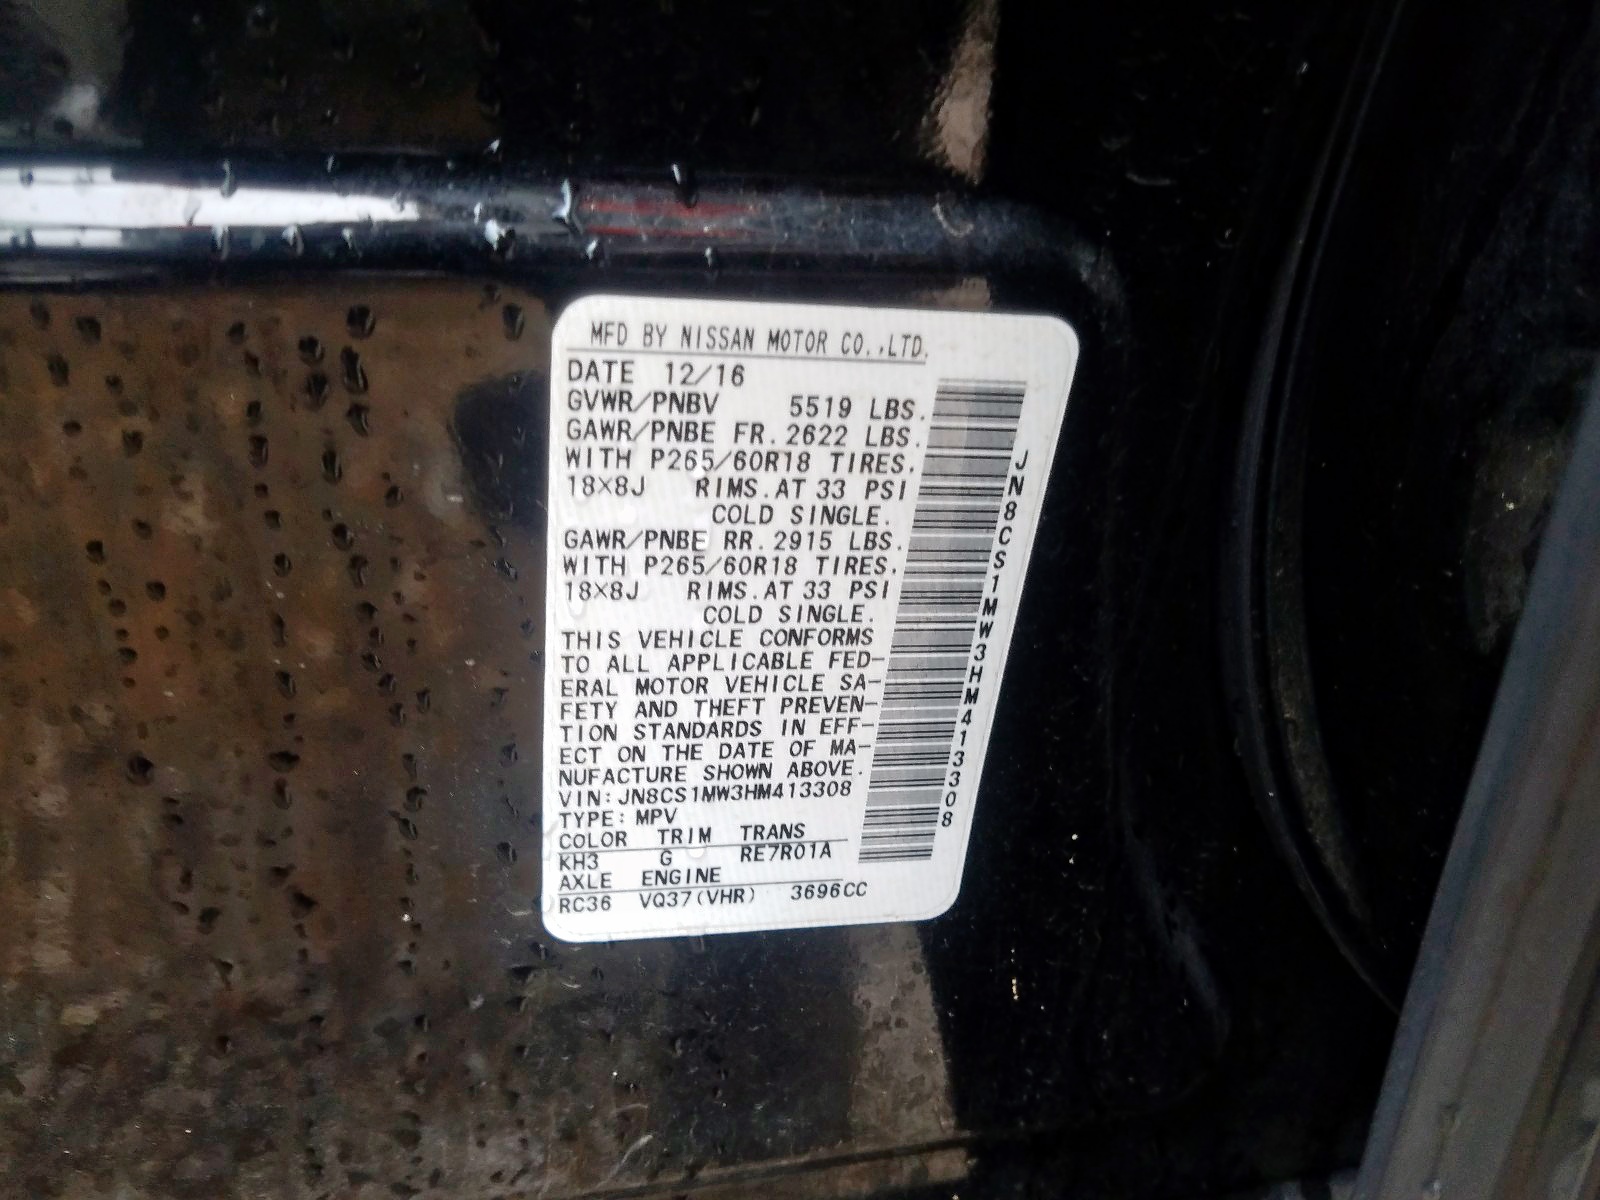 MFD BY NISSAN MOTOR CO.,LTD.
DATE 12/16
GVWR/PNBV 5519 LBS.
GAWR/PNBE FR. 2622 LBS.
WITH P265/60R18 TIRES.
18×8J RIMS.AT 33 PSI
COLD SINGLE.
GAWR/PNBE RR. 2915 LBS.
WITH P265/60R18 TIRES.
18×8J RIMS.AT 33 PSI
COLD SINGLE.
THIS VEHICLE CONFORMS
TO ALL APPLICABLE FED-
ERAL MOTOR VEHICLE SA-
FETY AND THEFT PREVEN-
TION STANDARDS IN EFF-
ECT ON THE DATE OF MA-
NUFACTURE SHOWN ABOVE.
VIN:JN8CS1MW3HM413308
TYPE:MPV
COLOR TRIM TRANS
KH3 G RE7R01A
AXLE ENGINE
RC36 VQ37(VHR) 3696CC
JN8CS1MW3HM413308